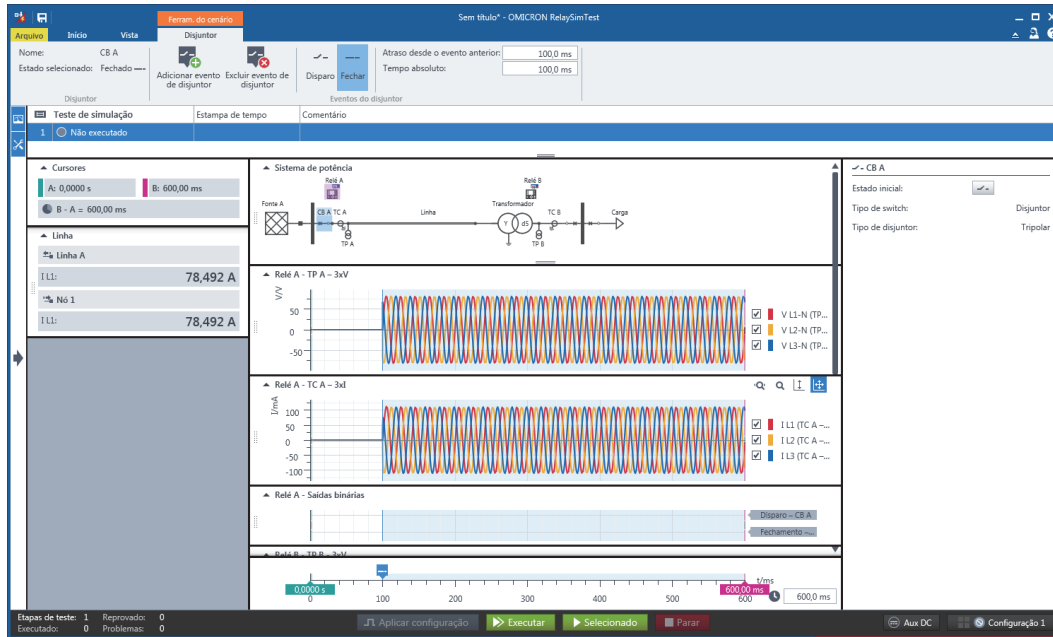 Ferram. do cenário
Sem título* - OMICRON RelaySimTest
Arquivo Início Vista Disjuntor
Nome: CB A
Estado selecionado: Fechado
Adicionar evento de disjuntor
Excluir evento de disjuntor
Disparo Fechar
Atraso desde o evento anterior: 100,0 ms
Tempo absoluto: 100,0 ms
Disjuntor Eventos do disjuntor
Teste de simulação Estampa de tempo Comentário
1 Não executado
Cursores
A: 0,0000 s B: 600,00 ms
B - A = 600,00 ms
Linha
Linha A
I L1: 78,492 A
Nó 1
I L1: 78,492 A
Sistema de potência
Relé A Relé B
Fonte A CB A TC A Linha Transformador TC B Carga
Y d5
TP A TP B
Relé A - TP A – 3xV
V/V
50
0
-50
V L1-N (TP...
V L2-N (TP...
V L3-N (TP...
Relé A - TC A – 3xI
I/mA
100
50
0
-50
-100
I L1 (TC A –...
I L2 (TC A –...
I L3 (TC A –...
Relé A - Saídas binárias
Disparo – CB A
Fechamento –...
Relé B - TP B - 3xV
t/ms
0,0000 s 600,00 ms
0 100 200 300 400 500 600
600,0 ms
CB A
Estado inicial:
Tipo de switch: Disjuntor
Tipo de disjuntor: Tripolar
Etapas de teste: 1 Reprovado: 0
Executado: 0 Problemas: 0
Aplicar configuração Executar Selecionado Parar
Aux DC Configuração 1